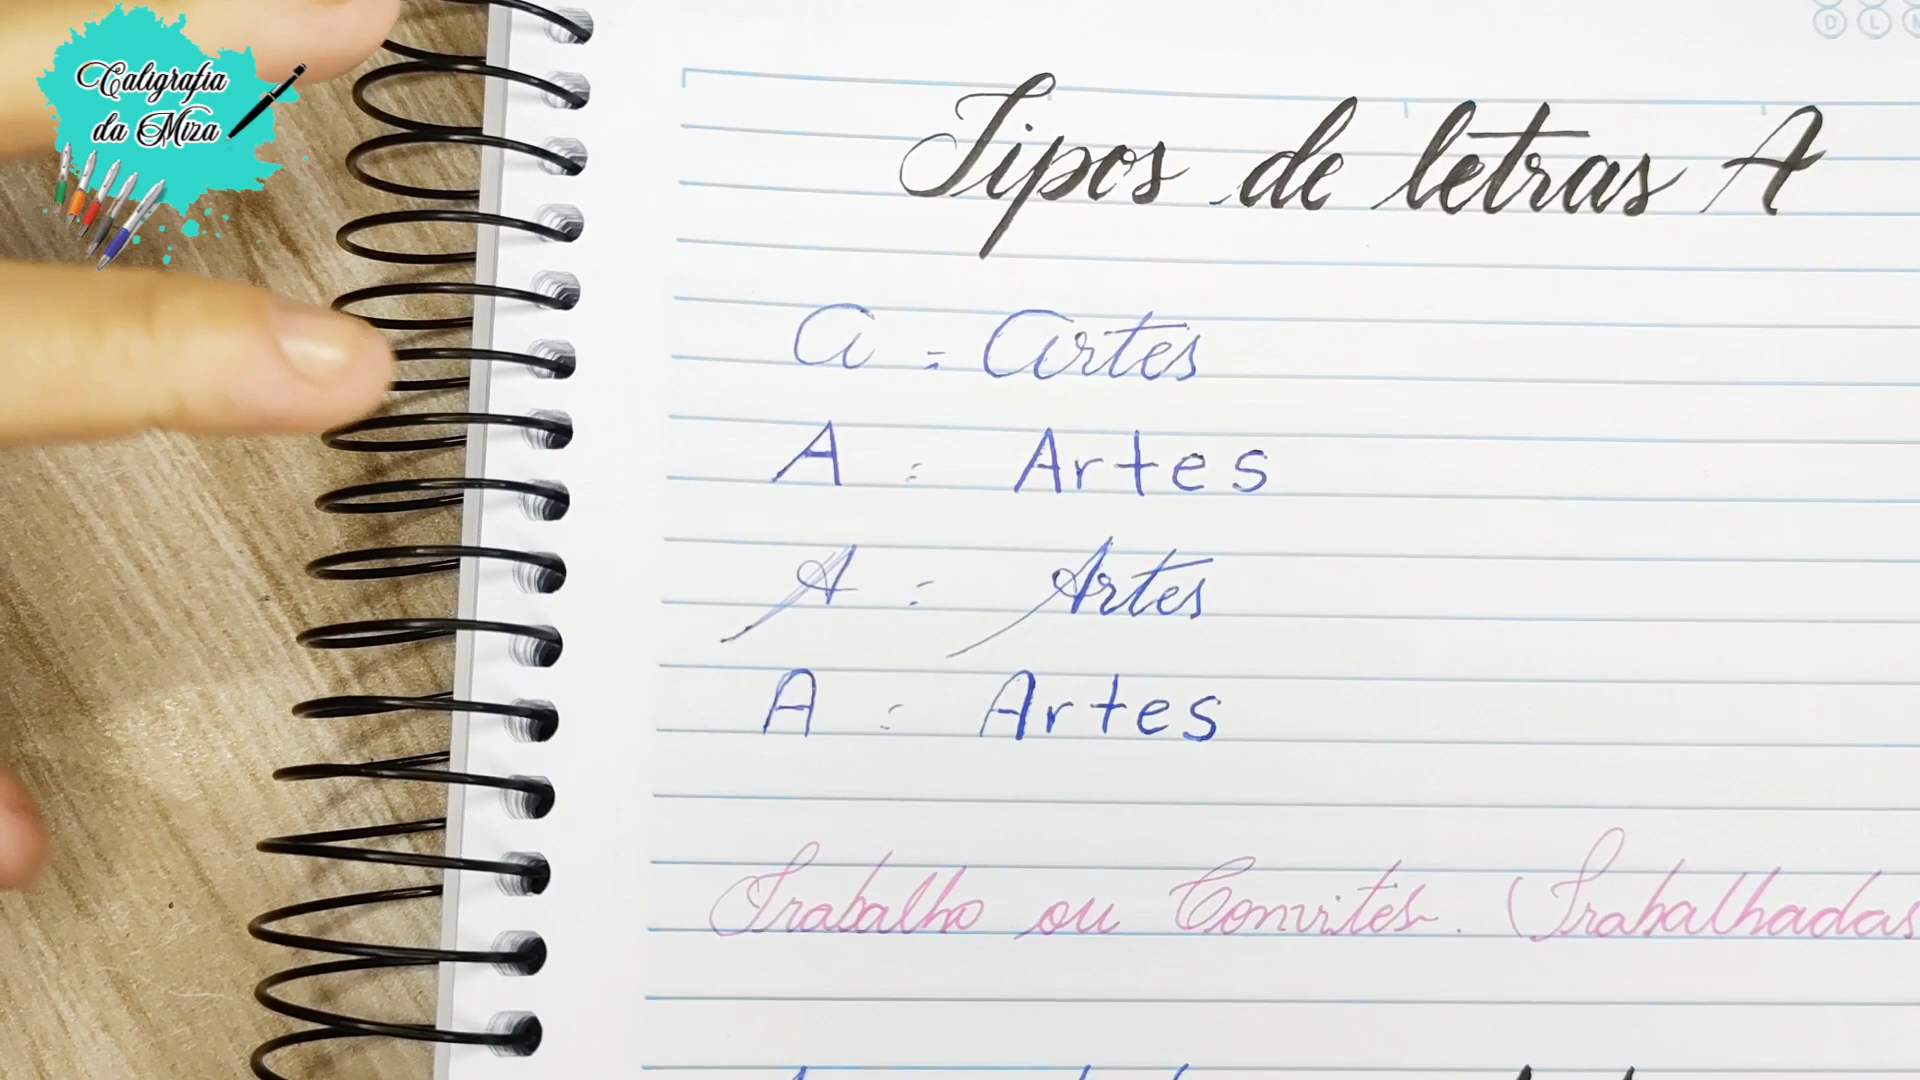 Caligrafia
da Miza
D L
Tipos de letras A
A = Artes
A = Artes
A = Artes
A = Artes
Trabalho ou Convites. (Trabalhadas